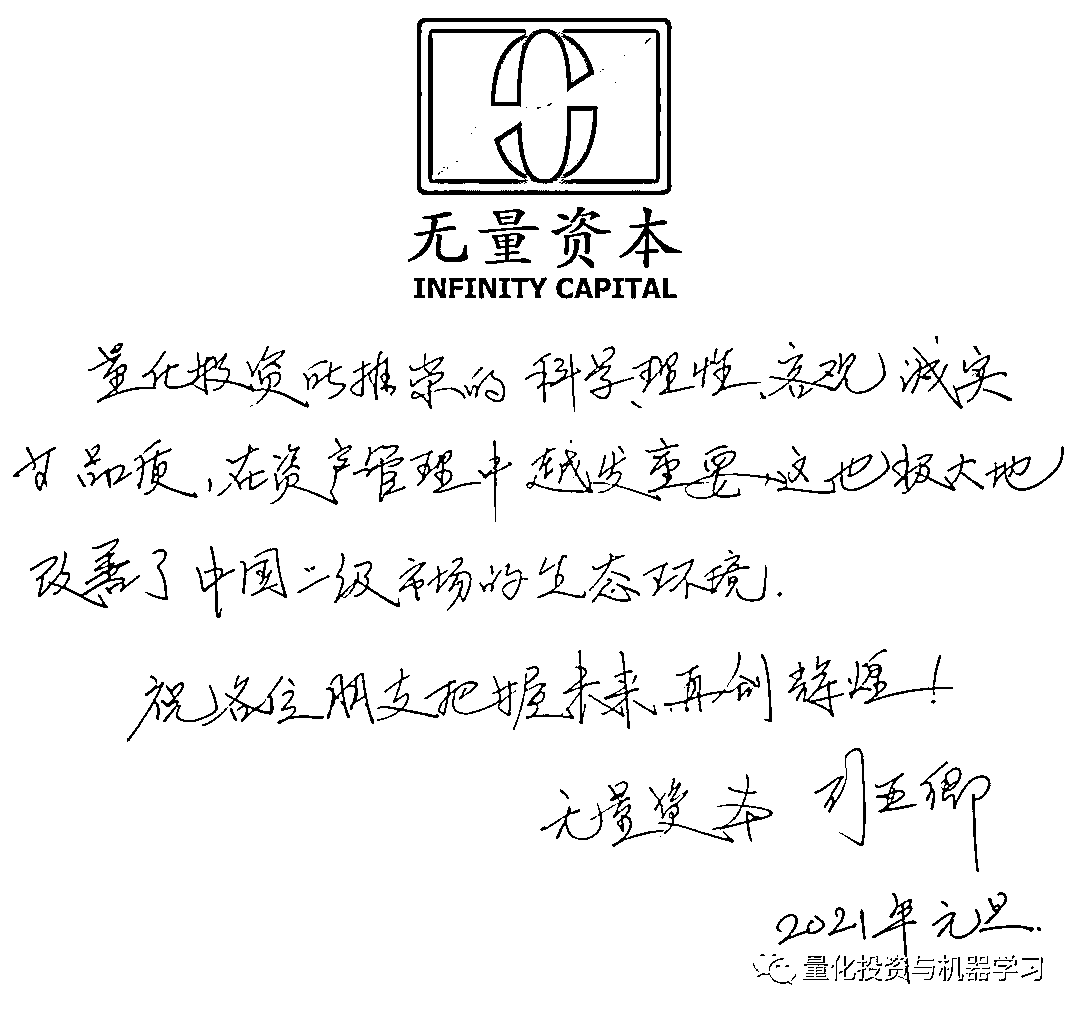 无量资本
INFINITY CAPITAL
量化投资所推崇的科学、理性、客观、诚实
等品质,在资产管理中越发重要,这也极大地
改善了中国二级市场的生态环境.
祝各位朋友把握未来,再创辉煌!
无量资本 卿
2021年元旦.
量化投资与机器学习